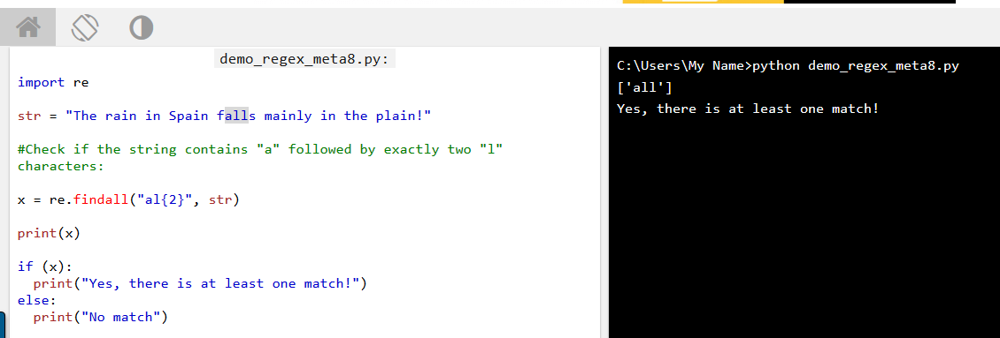 demo_regex_meta8.py:
import re
str = "The rain in Spain falls mainly in the plain!"
#Check if the string contains "a" followed by exactly two "l"
characters:
x = re.findall("al{2}", str)
print(x)
if (x):
  print("Yes, there is at least one match!")
else:
  print("No match")
C:\Users\My Name>python demo_regex_meta8.py
['all']
Yes, there is at least one match!